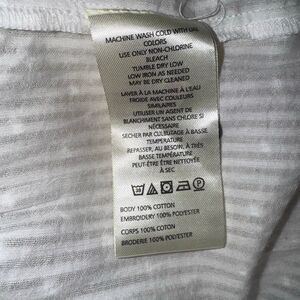 MACHINE WASH COLD WITH LIKE
COLORS
USE ONLY NON-CHLORINE
BLEACH
TUMBLE DRY LOW
LOW IRON AS NEEDED
MAY BE DRY CLEANED
LAVER À LA MACHINE À L'EAU
FROIDE AVEC COULEURS
SIMILAIRES
UTILISER UN AGENT DE
BLANCHIMENT SANS CHLORE SI
NÉCESSAIRE
SÉCHER PAR CULBUTAGE À BASSE
TEMPÉRATURE
REPASSER, AU BESOIN, À TRÈS
BASSE TEMPÉRATURE
PEUT-ÊTRE ÊTRE NETTOYÉE
À SEC
BODY 100% COTTON
EMBROIDERY 100% POLYESTER
CORPS 100% COTON
BRODERIE 100% POLYESTER